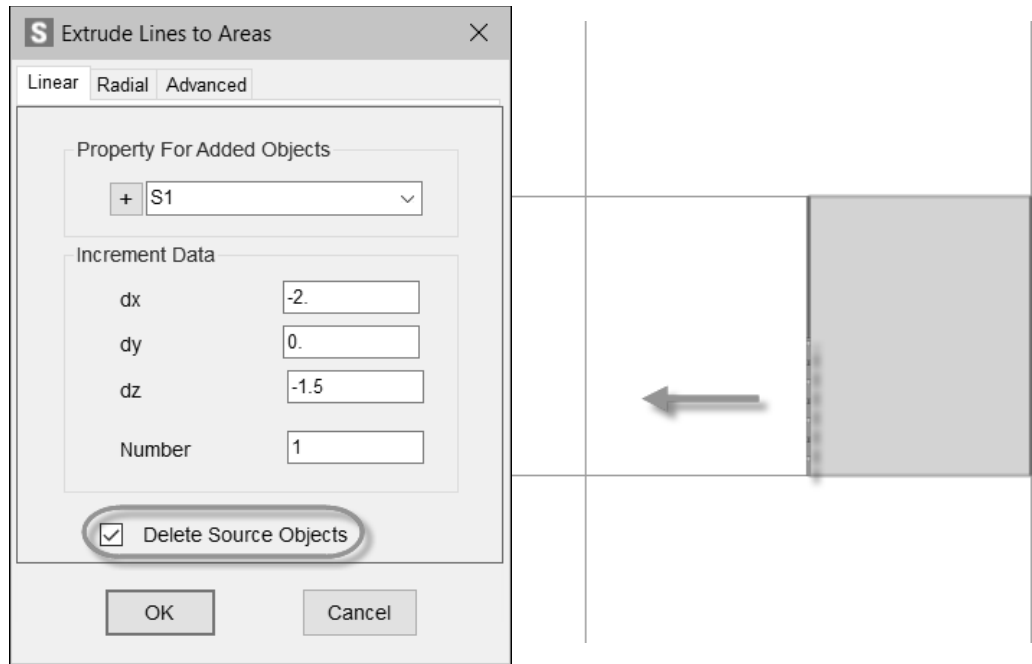 S Extrude Lines to Areas
Linear Radial Advanced
Property For Added Objects
+ S1
Increment Data
dx -2.
dy 0.
dz -1.5
Number 1
Delete Source Objects
OK Cancel